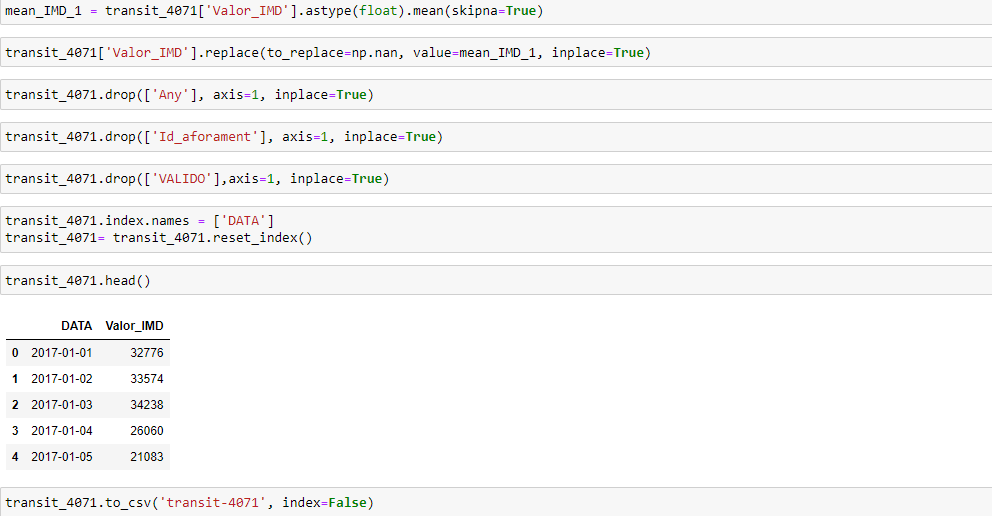 mean_IMD_1 = transit_4071['Valor_IMD'].astype(float).mean(skipna=True)
transit_4071['Valor_IMD'].replace(to_replace=np.nan, value=mean_IMD_1, inplace=True)
transit_4071.drop(['Any'], axis=1, inplace=True)
transit_4071.drop(['Id_aforament'], axis=1, inplace=True)
transit_4071.drop(['VALIDO'],axis=1, inplace=True)
transit_4071.index.names = ['DATA']
transit_4071= transit_4071.reset_index()
transit_4071.head()
DATA Valor_IMD
0 2017-01-01 32776
1 2017-01-02 33574
2 2017-01-03 34238
3 2017-01-04 26060
4 2017-01-05 21083
transit_4071.to_csv('transit-4071', index=False)